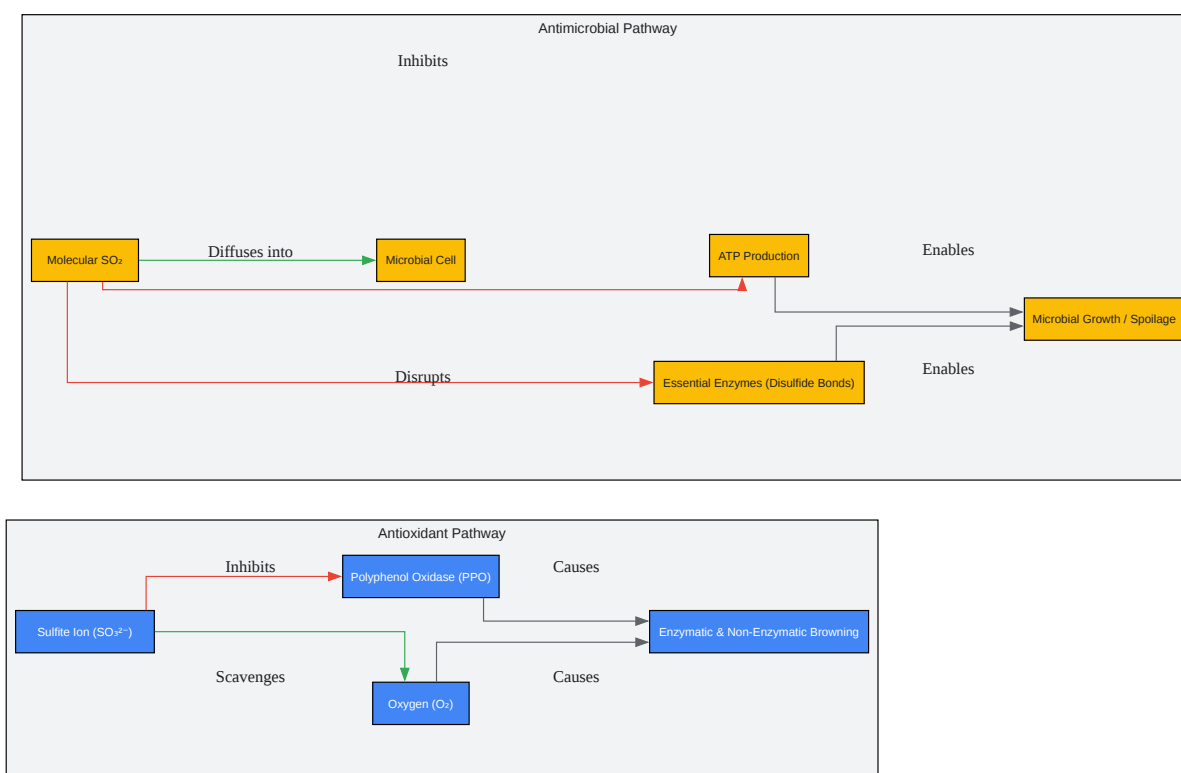 Antimicrobial Pathway
Inhibits
Molecular SO₂
Diffuses into
Microbial Cell
ATP Production
Enables
Microbial Growth / Spoilage
Disrupts
Essential Enzymes (Disulfide Bonds)
Enables
Antioxidant Pathway
Inhibits
Polyphenol Oxidase (PPO)
Causes
Sulfite Ion (SO₃²⁻)
Enzymatic & Non-Enzymatic Browning
Scavenges
Causes
Oxygen (O₂)